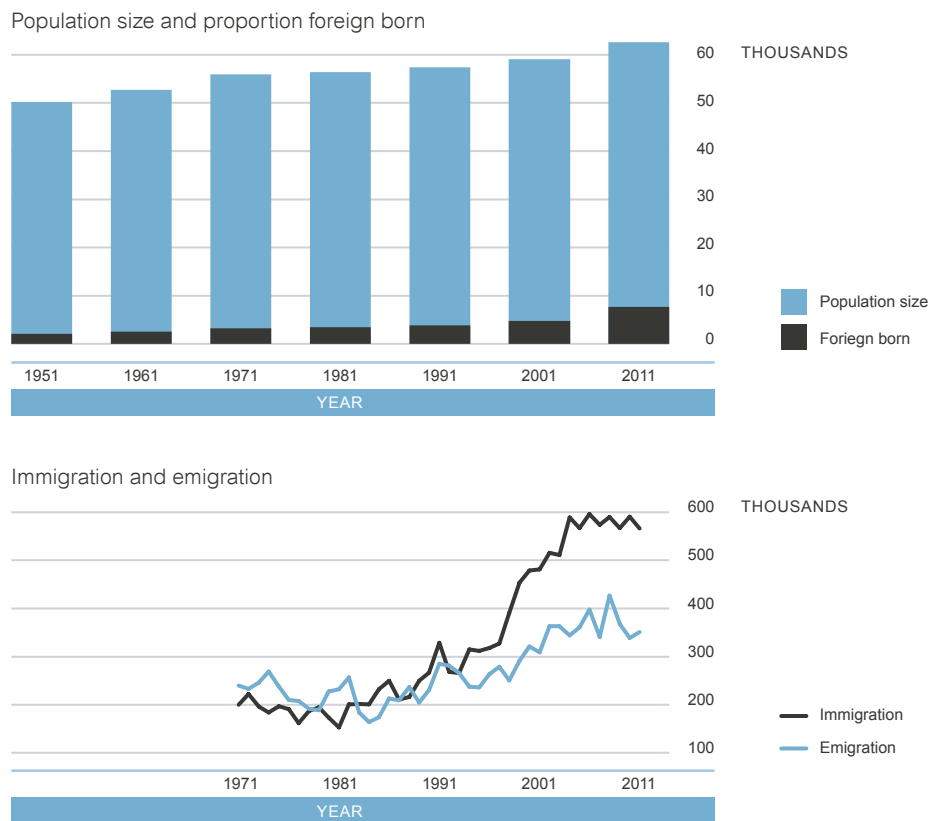 Population size and proportion foreign born
60 THOUSANDS
50
40
30
20
10
0
Population size
Foriegn born
1951 1961 1971 1981 1991 2001 2011
YEAR
Immigration and emigration
600 THOUSANDS
500
400
300
200
100
Immigration
Emigration
1971 1981 1991 2001 2011
YEAR